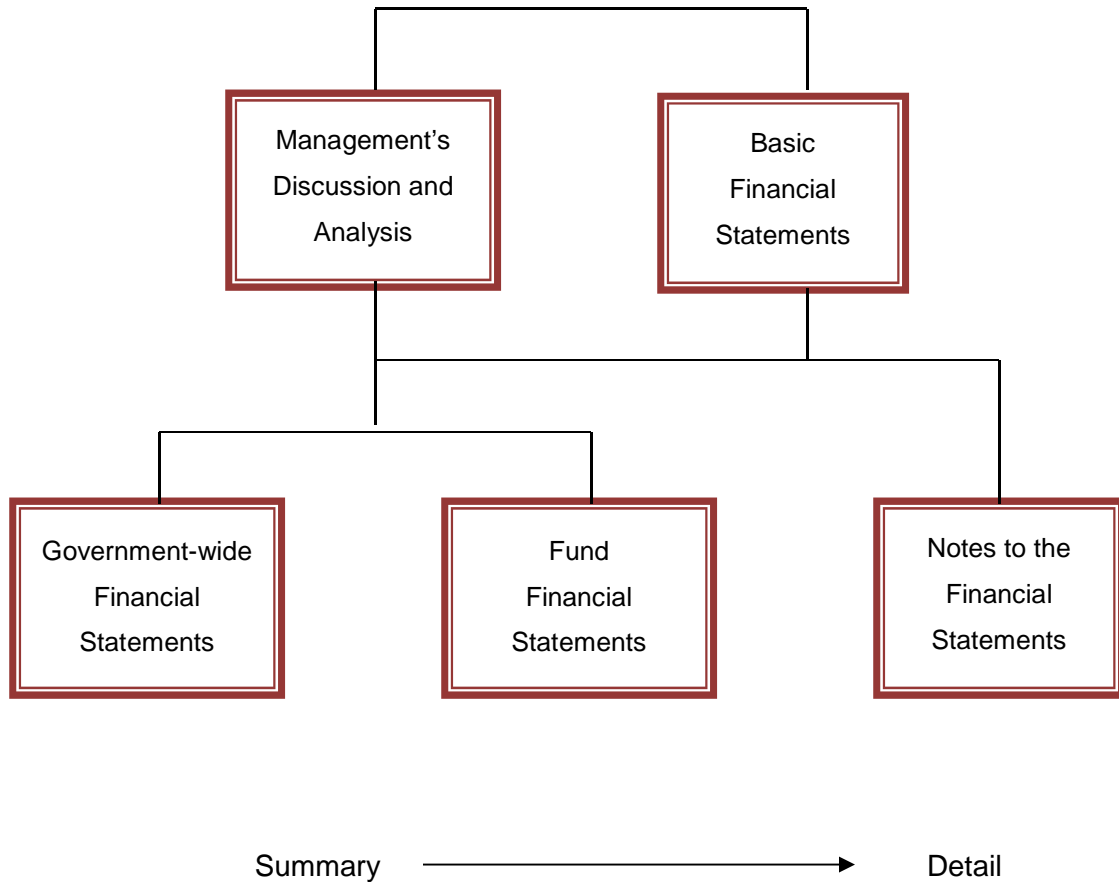 Management’s
Discussion and
Analysis
Basic
Financial
Statements
Government-wide
Financial
Statements
Fund
Financial
Statements
Notes to the
Financial
Statements
Summary
Detail